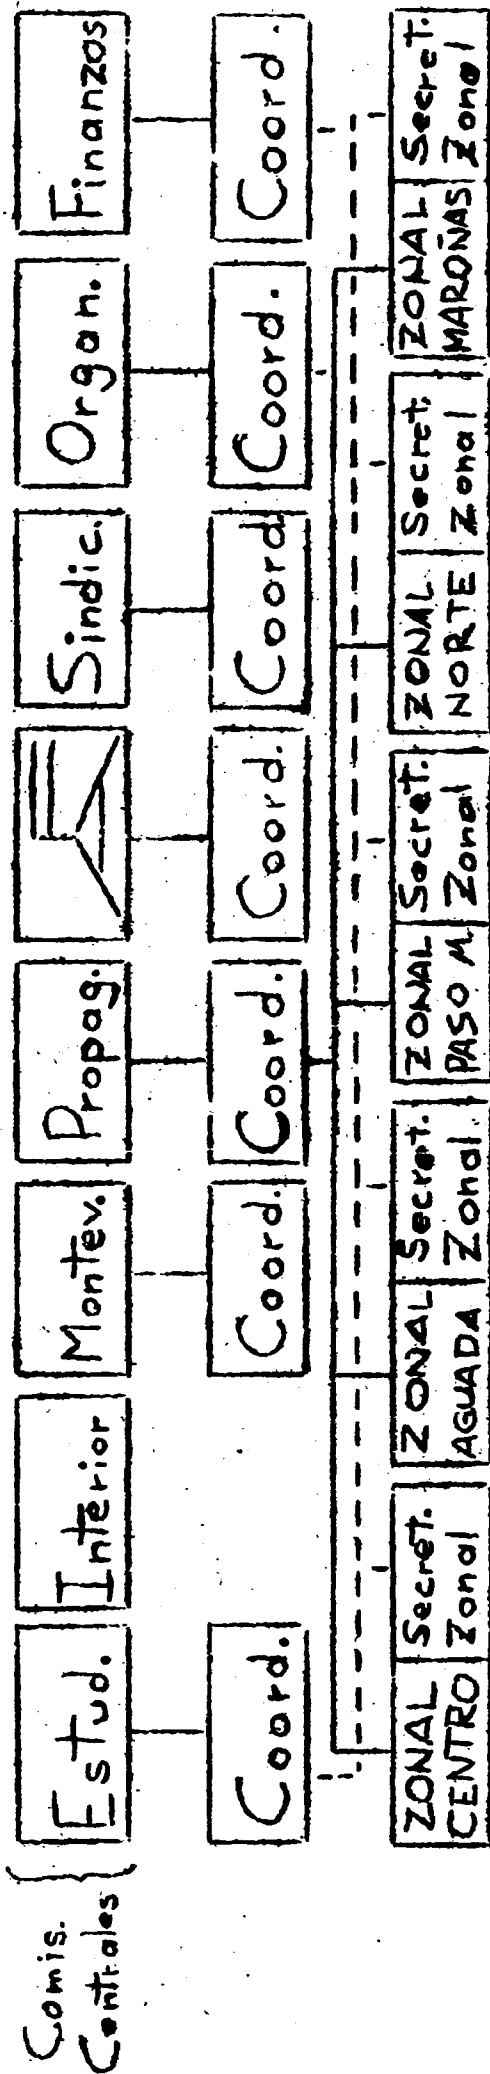 Comis.
Centrales
Estud.
Interior
Montev.
Propag.
Sindic.
Organ.
Finanzos
Coord.
Coord.
Coord.
Coord.
Coord
Coord.
Coord.
ZONAL
CENTRO
Secret.
Zonal
ZONAL
AGUADA
Secret.
Zonal
ZONAL
PASO M.
Secret.
Zonal
ZONAL
NORTE
Secret.
Zonal
ZONAL
MAROÑAS
Secret.
Zonal